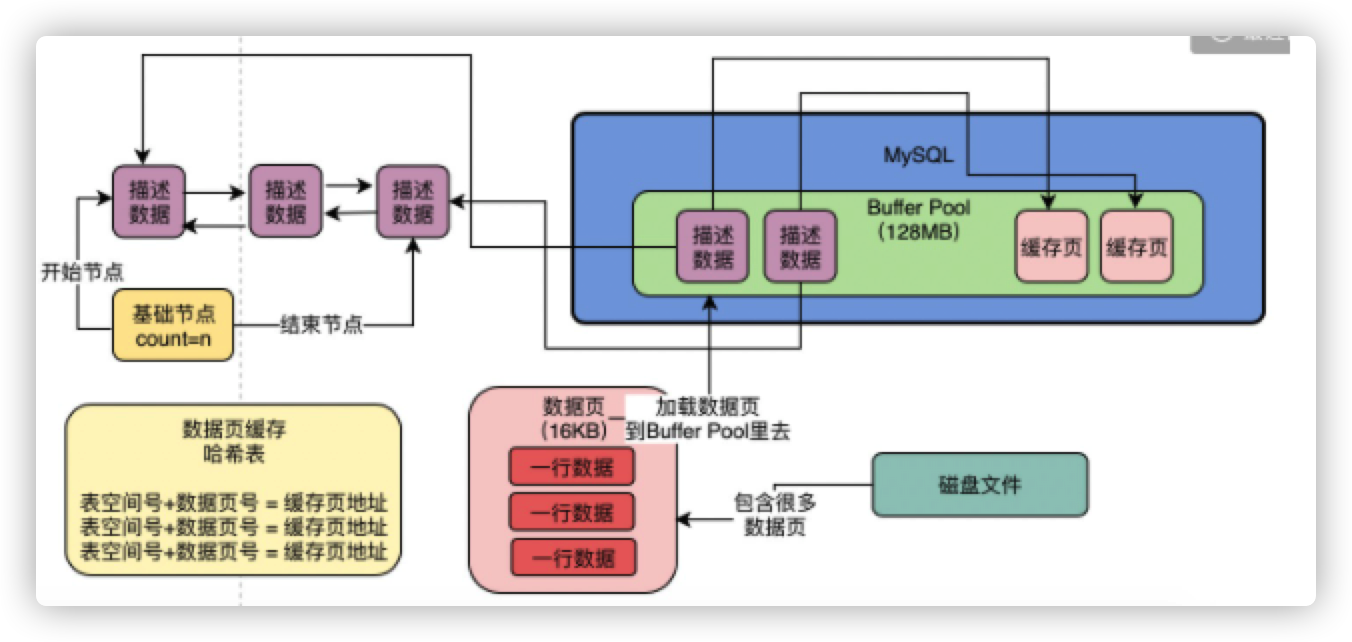 描述
数据
描述
数据
描述
数据
开始节点
基础节点
count=n
结束节点
MySQL
Buffer Pool
(128MB)
描述
数据
描述
数据
缓存页
缓存页
数据页缓存
哈希表
表空间号+数据页号 = 缓存页地址
表空间号+数据页号 = 缓存页地址
表空间号+数据页号 = 缓存页地址
数据页
(16KB)
加载数据页
到Buffer Pool里去
一行数据
一行数据
一行数据
包含很多
数据页
磁盘文件